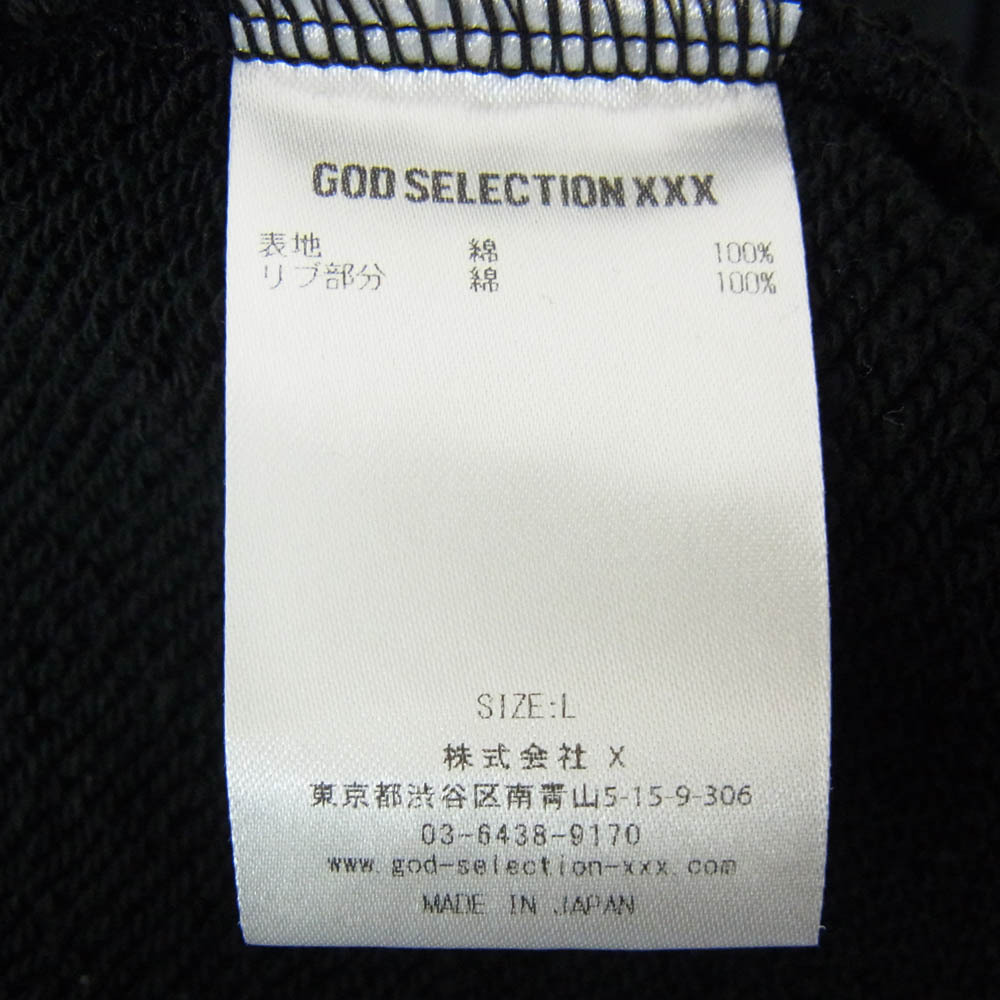 GOD SELECTION XXX
表地 綿 100%
リブ部分 綿 100%
SIZE:L
株式会社 X
東京都渋谷区南青山5-15-9-306
03-6438-9170
www.god-selection-xxx.com
MADE IN JAPAN